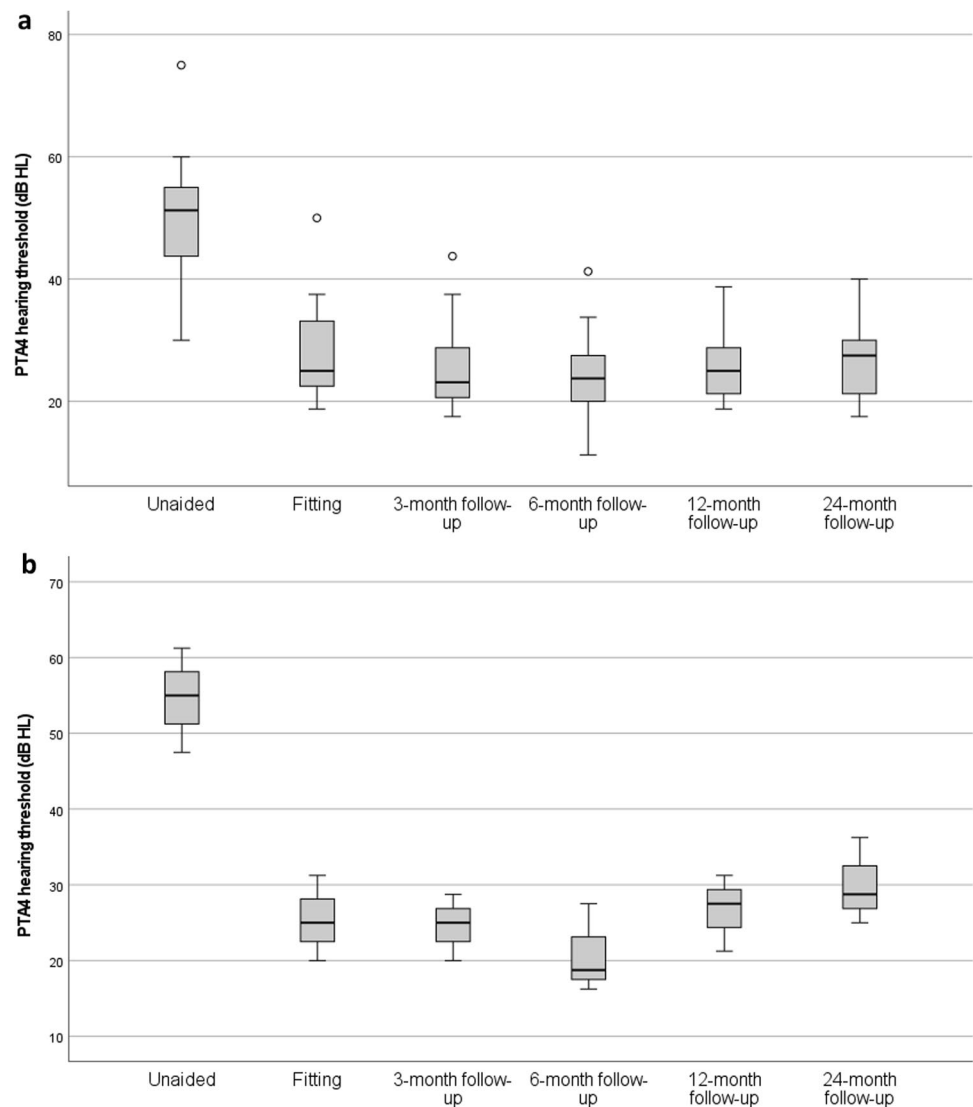 a
80
60
40
20
PTA4 hearing threshold (dB HL)
Unaided
Fitting
3-month follow-
up
6-month follow-
up
12-month
follow-up
24-month
follow-up
b
70
60
50
40
30
20
10
PTA4 hearing threshold (dB HL)
Unaided
Fitting
3-month follow-
up
6-month follow-
up
12-month
follow-up
24-month
follow-up